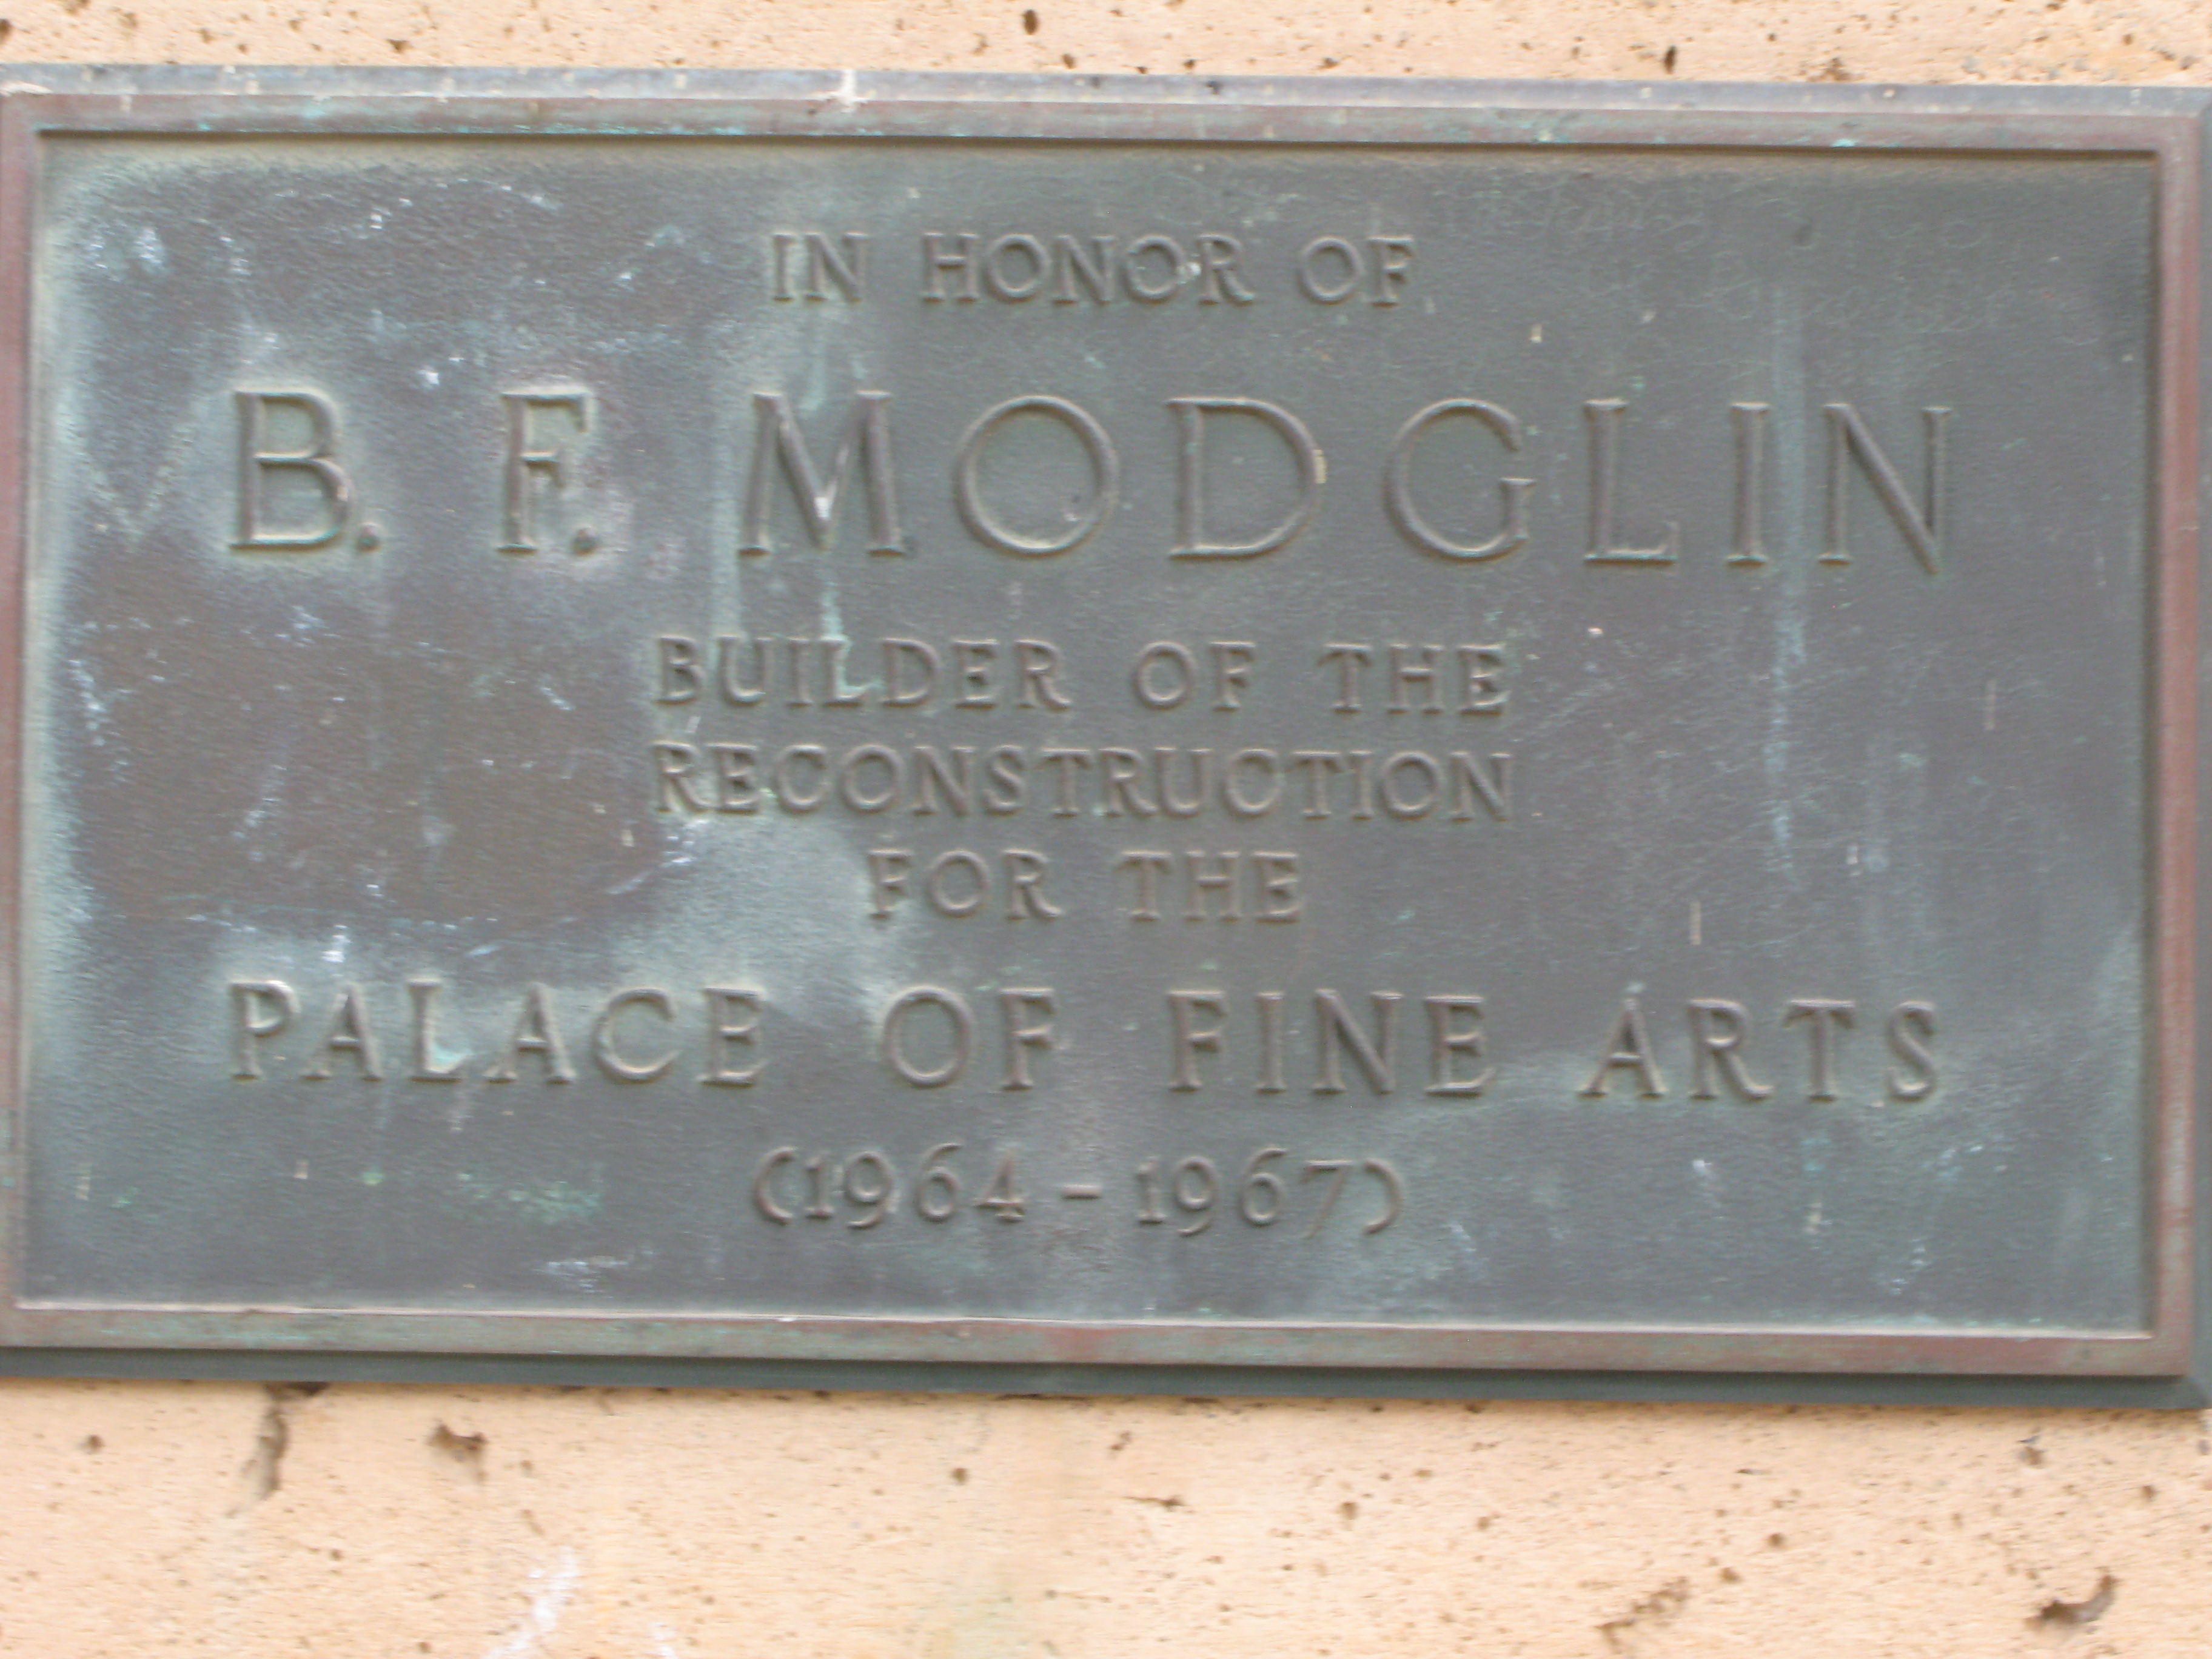 IN HONOR OF
B. F. MODGLIN
BUILDER OF THE
RECONSTRUCTION
FOR THE
PALACE OF FINE ARTS
(1964 - 1967)